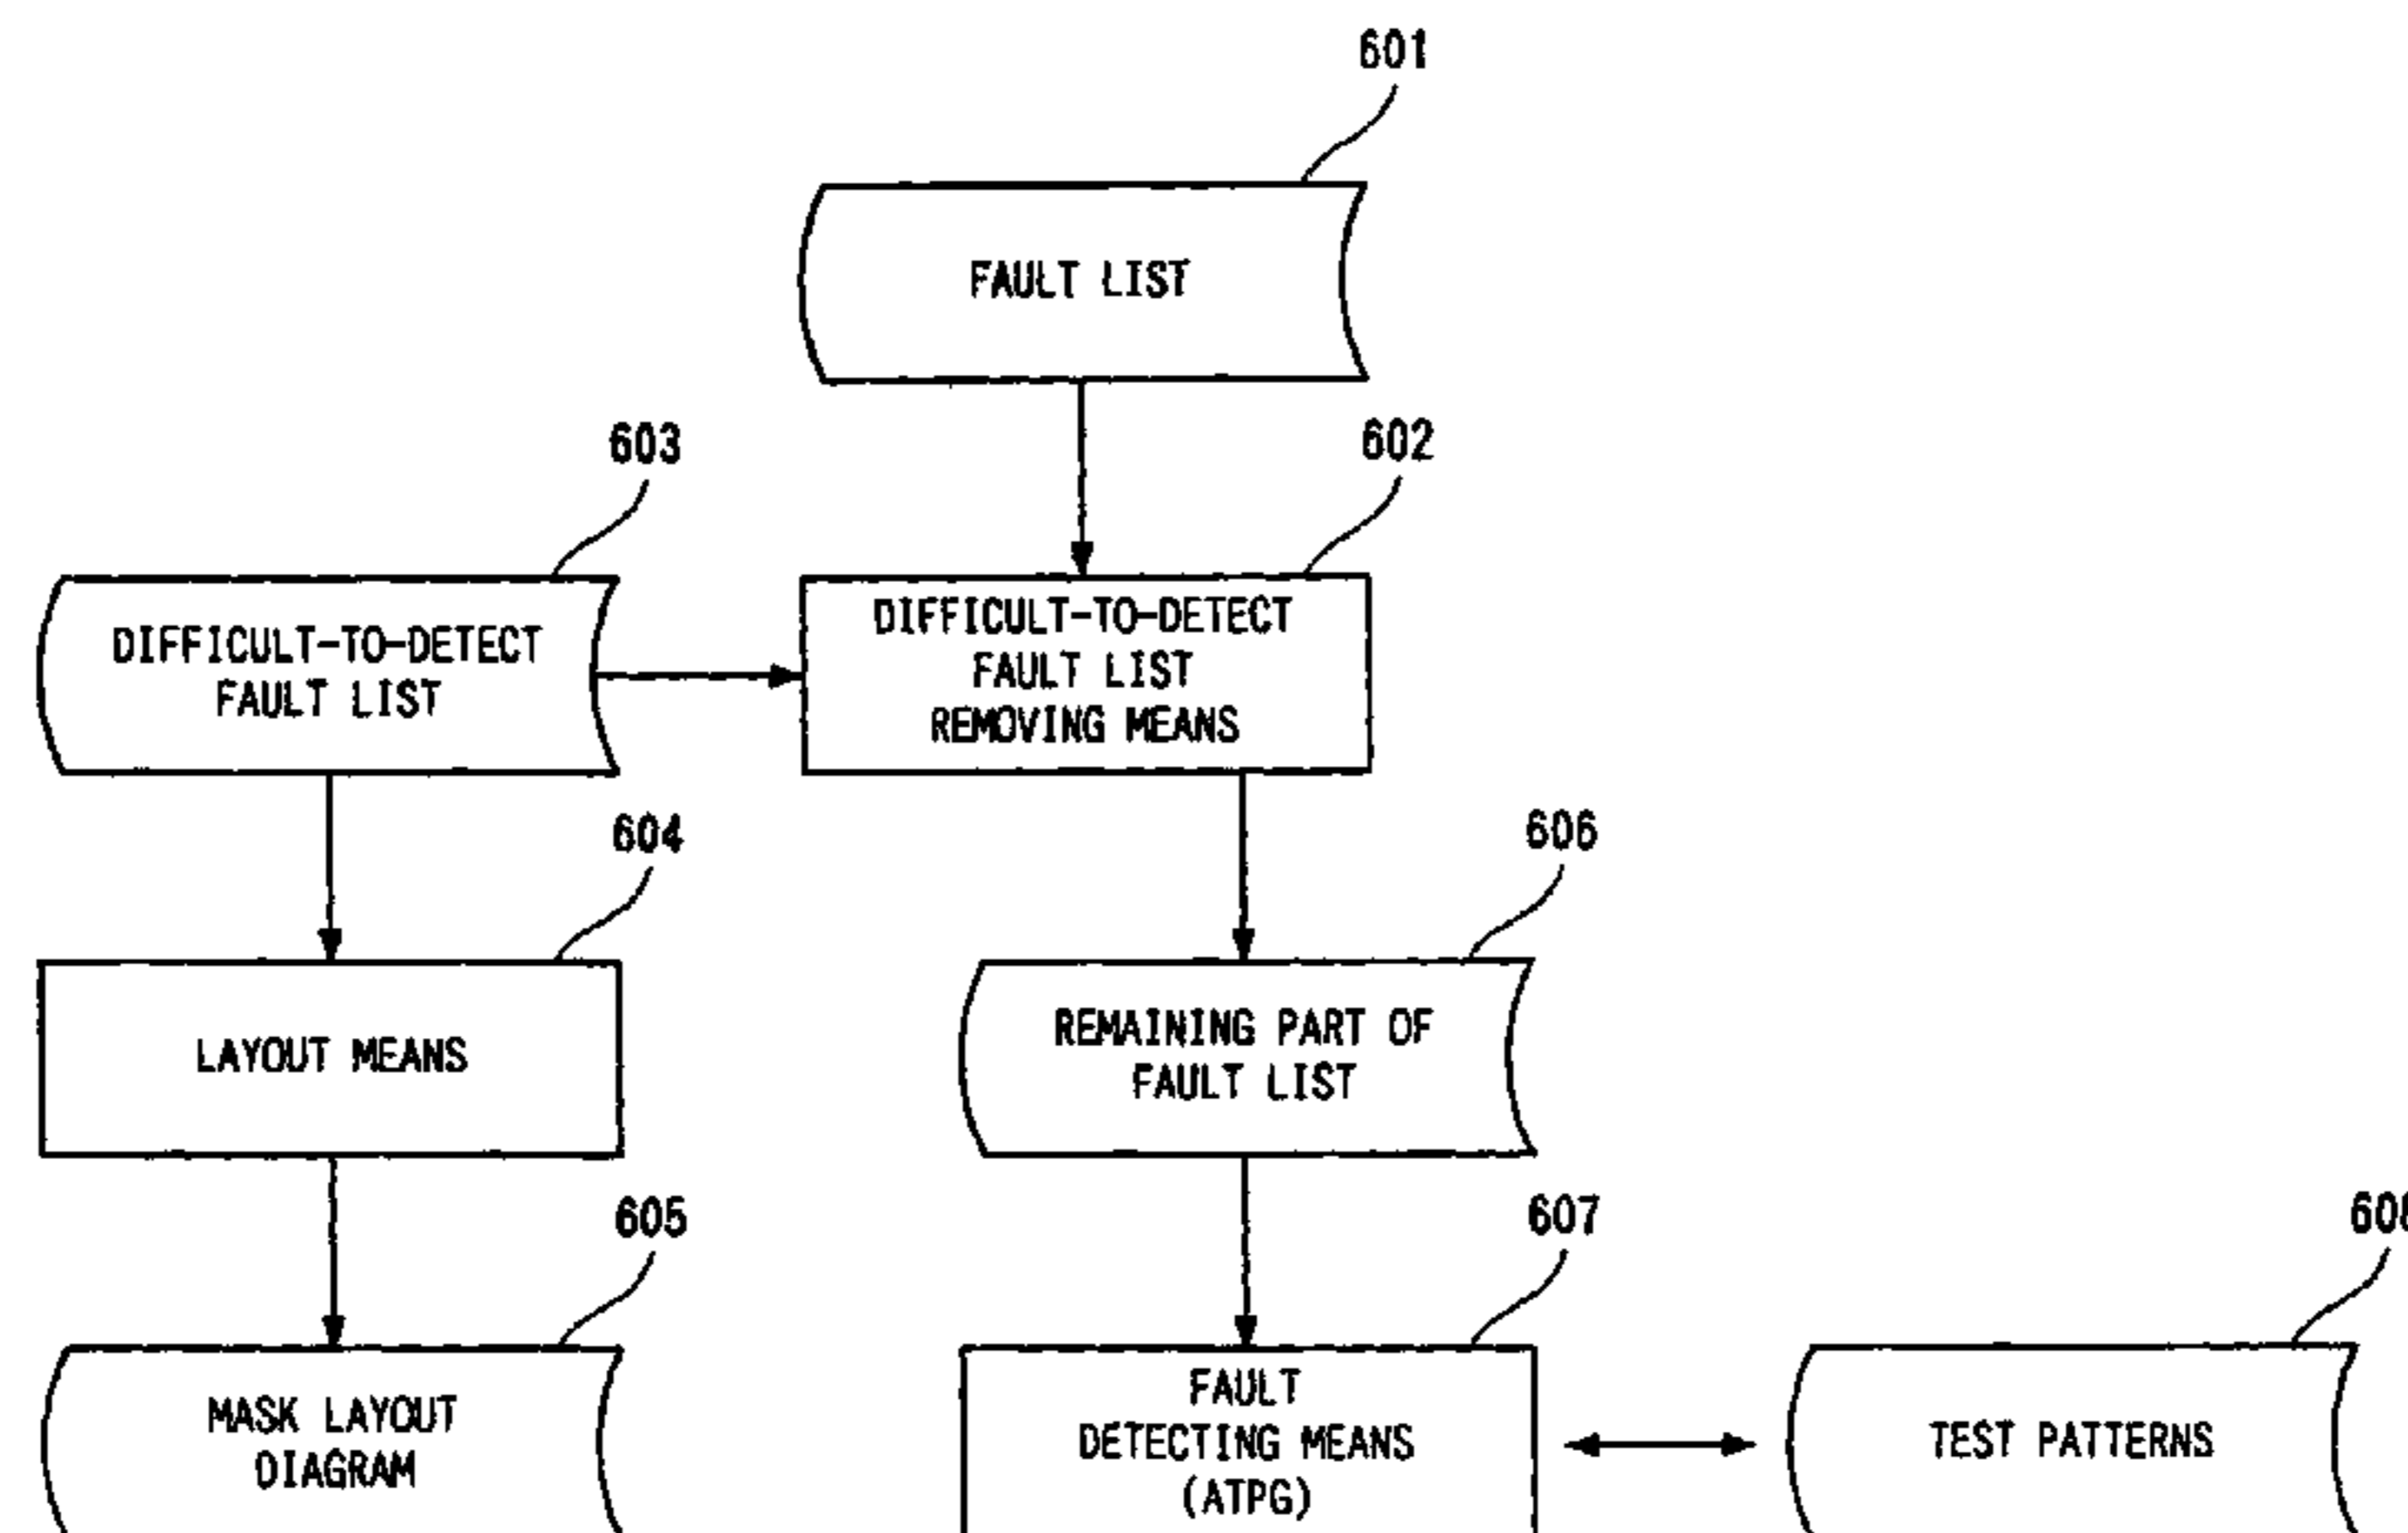 601
FAULT LIST
603
602
DIFFICULT-TO-DETECT
FAULT LIST
DIFFICULT-TO-DETECT
FAULT LIST
REMOVING MEANS
604
606
LAYOUT MEANS
REMAINING PART OF
FAULT LIST
605
607
MASK LAYOUT
DIAGRAM
FAULT
DETECTING MEANS
(ATPG)
TEST PATTERNS